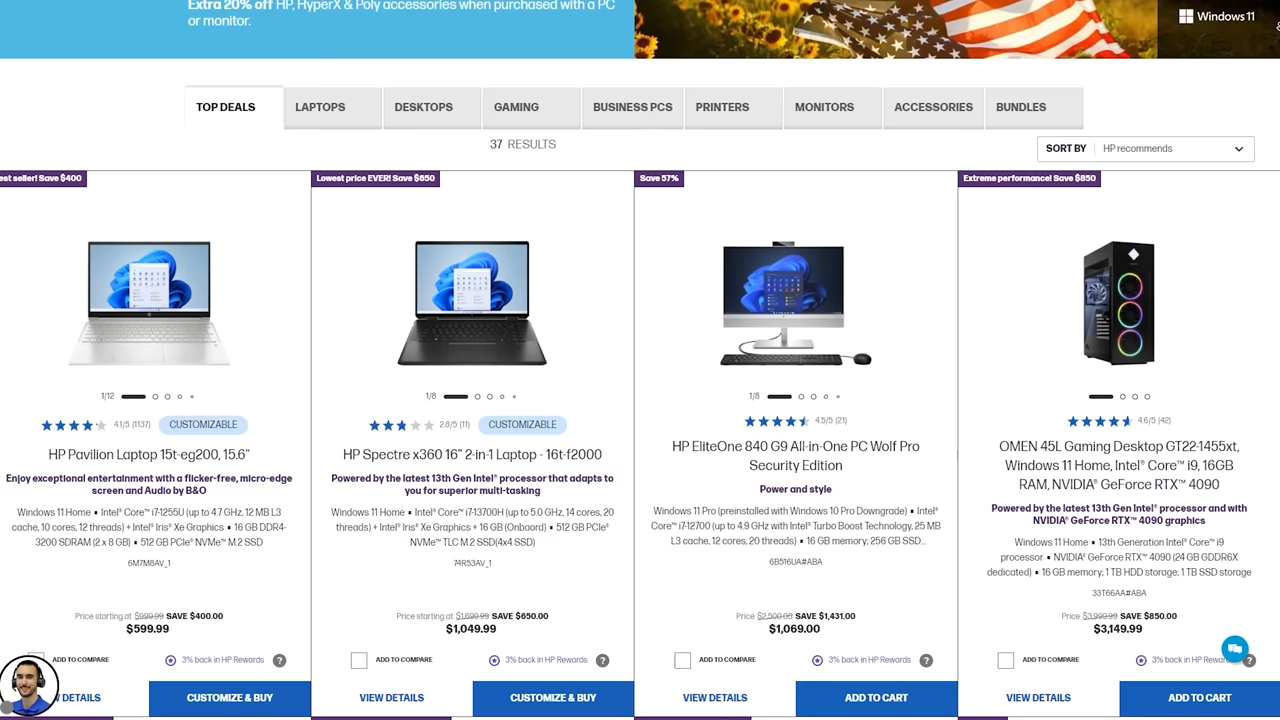 Extra 20% off HP, HyperX & Poly accessories when purchased with a PC
or monitor.
Windows 11
TOP DEALS
LAPTOPS
DESKTOPS
GAMING
BUSINESS PCS
PRINTERS
MONITORS
ACCESSORIES
BUNDLES
37 RESULTS
SORT BY HP recommends
est seller! Save $400
Lowest price EVER! Save $650
Save 57%
Extreme performance! Save $850
1/12
4.1/5 (1137) CUSTOMIZABLE
HP Pavilion Laptop 15t-eg200, 15.6"
Enjoy exceptional entertainment with a flicker-free, micro-edge
screen and Audio by B&O
Windows 11 Home ▪ Intel® Core™ i7-1255U (up to 4.7 GHz, 12 MB L3
cache, 10 cores, 12 threads) + Intel® Iris® Xe Graphics ▪ 16 GB DDR4-
3200 SDRAM (2 x 8 GB) ▪ 512 GB PCIe® NVMe™ M.2 SSD
6M7M8AV_1
Price starting at $999.99 SAVE $400.00
$599.99
ADD TO COMPARE
3% back in HP Rewards ?
W DETAILS
CUSTOMIZE & BUY
1/8
2.8/5 (11) CUSTOMIZABLE
HP Spectre x360 16" 2-in-1 Laptop - 16t-f2000
Powered by the latest 13th Gen Intel® processor that adapts to
you for superior multi-tasking
Windows 11 Home ▪ Intel® Core™ i7-13700H (up to 5.0 GHz, 14 cores, 20
threads) + Intel® Iris® Xe Graphics + 16 GB (Onbaord) ▪ 512 GB PCIe®
NVMe™ TLC M.2 SSD(4x4 SSD)
74R53AV_1
Price starting at $1,699.99 SAVE $650.00
$1,049.99
ADD TO COMPARE
3% back in HP Rewards ?
VIEW DETAILS
CUSTOMIZE & BUY
1/8
4.5/5 (21)
HP EliteOne 840 G9 All-in-One PC Wolf Pro
Security Edition
Power and style
Windows 11 Pro (preinstalled with Windows 10 Pro Downgrade) ▪ Intel®
Core™ i7-12700 (up to 4.9 GHz with Intel® Turbo Boost Technology, 25 MB
L3 cache, 12 cores, 20 threads) ▪ 16 GB memory; 256 GB SSD...
6B516UA#ABA
Price $2,500.00 SAVE $1,431.00
$1,069.00
ADD TO COMPARE
3% back in HP Rewards ?
VIEW DETAILS
ADD TO CART
4.6/5 (42)
OMEN 45L Gaming Desktop GT22-1455xt,
Windows 11 Home, Intel® Core™ i9, 16GB
RAM, NVIDIA® GeForce RTX™ 4090
Powered by the latest 13th Gen Intel® processor and with
NVIDIA® GeForce RTX™ 4090 graphics
Windows 11 Home ▪ 13th Generation Intel® Core™ i9
processor ▪ NVIDIA® GeForce RTX™ 4090 (24 GB GDDR6X
dedicated) ▪ 16 GB memory; 1 TB HDD storage; 1 TB SSD storage
33T66AA#ABA
Price $3,999.99 SAVE $850.00
$3,149.99
ADD TO COMPARE
3% back in HP Rewards ?
VIEW DETAILS
ADD TO CART